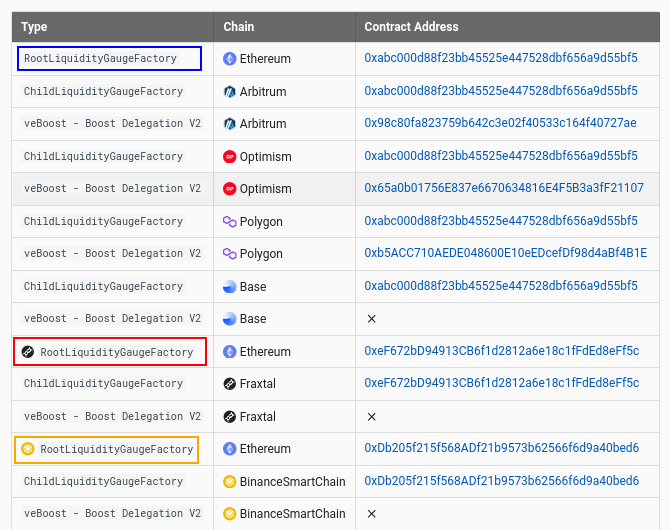 Type Chain Contract Address
RootLiquidityGaugeFactory Ethereum 0xabc000d88f23bb45525e447528dbf656a9d55bf5
ChildLiquidityGaugeFactory Arbitrum 0xabc000d88f23bb45525e447528dbf656a9d55bf5
veBoost - Boost Delegation V2 Arbitrum 0x98c80fa823759b642c3e02f40533c164f40727ae
ChildLiquidityGaugeFactory OP Optimism 0xabc000d88f23bb45525e447528dbf656a9d55bf5
veBoost - Boost Delegation V2 OP Optimism 0x65a0b01756E837e6670634816E4F5B3a3fF21107
ChildLiquidityGaugeFactory Polygon 0xabc000d88f23bb45525e447528dbf656a9d55bf5
veBoost - Boost Delegation V2 Polygon 0xb5ACC710AEDE048600E10eEDcefDf98d4aBf4B1E
ChildLiquidityGaugeFactory Base 0xabc000d88f23bb45525e447528dbf656a9d55bf5
veBoost - Boost Delegation V2 Base ×
RootLiquidityGaugeFactory Ethereum 0xeF672bD94913CB6f1d2812a6e18c1fFdEd8eFf5c
ChildLiquidityGaugeFactory Fraxtal 0xeF672bD94913CB6f1d2812a6e18c1fFdEd8eFf5c
veBoost - Boost Delegation V2 Fraxtal ×
RootLiquidityGaugeFactory Ethereum 0xDb205f215f568ADf21b9573b62566f6d9a40bed6
ChildLiquidityGaugeFactory BinanceSmartChain 0xDb205f215f568ADf21b9573b62566f6d9a40bed6
veBoost - Boost Delegation V2 BinanceSmartChain ×